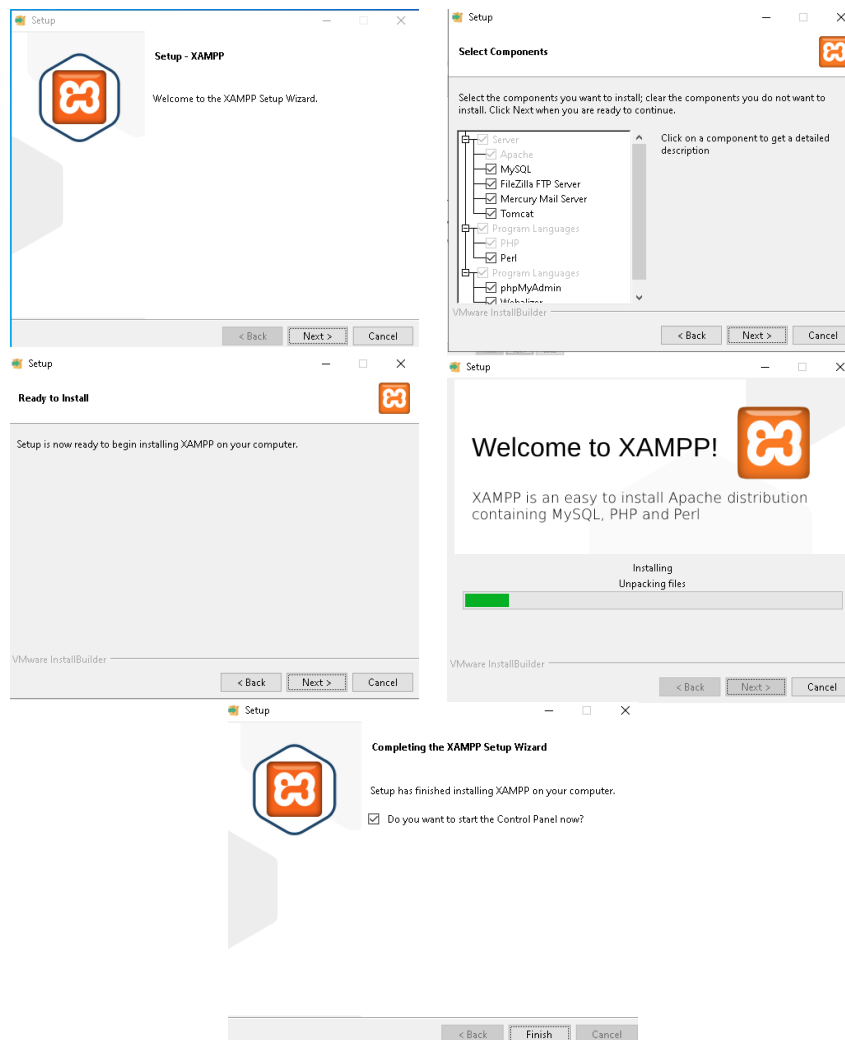 Setup
Setup - XAMPP
Welcome to the XAMPP Setup Wizard.
< Back Next > Cancel
Setup
Select Components
Select the components you want to install; clear the components you do not want to
install. Click Next when you are ready to continue.
Server
Apache
MySQL
FileZilla FTP Server
Mercury Mail Server
Tomcat
Program Languages
PHP
Perl
Program Languages
phpMyAdmin
Webalizer
Click on a component to get a detailed
description
VMware InstallBuilder
< Back Next > Cancel
Setup
Ready to Install
Setup is now ready to begin installing XAMPP on your computer.
VMware InstallBuilder
< Back Next > Cancel
Setup
Welcome to XAMPP!
XAMPP is an easy to install Apache distribution
containing MySQL, PHP and Perl
Installing
Unpacking files
VMware InstallBuilder
< Back Next > Cancel
Setup
Completing the XAMPP Setup Wizard
Setup has finished installing XAMPP on your computer.
Do you want to start the Control Panel now?
< Back Finish Cancel